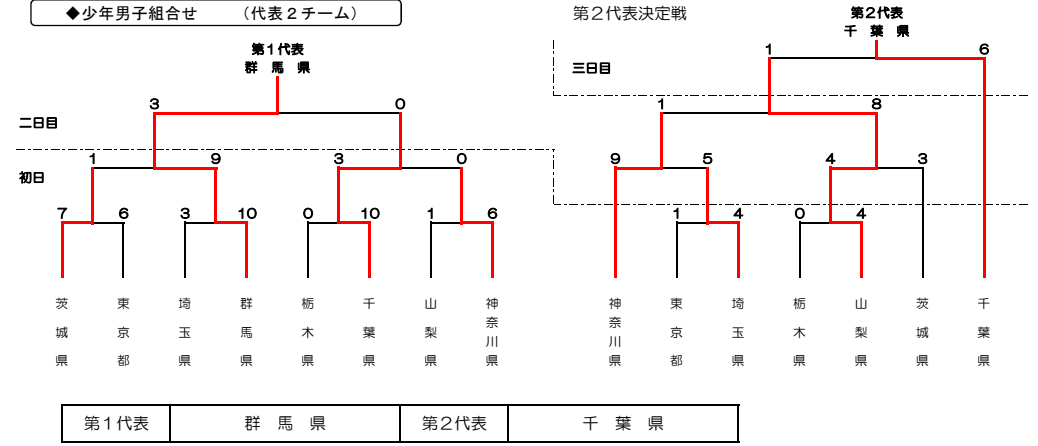 ◆少年男子組合せ （代表２チーム）
第１代表
群 馬 県
3 0
二日目
1 9 3 0
初日
7 6 3 10 0 10 1 6
茨城県 東京都 埼玉県 群馬県 栃木県 千葉県 山梨県 神奈川県
第２代表決定戦
第２代表
千 葉 県
1 6
三日目
1 8
9 5 4 3
1 4 0 4
神奈川県 東京都 埼玉県 栃木県 山梨県 茨城県 千葉県
第１代表 群 馬 県 第２代表 千 葉 県